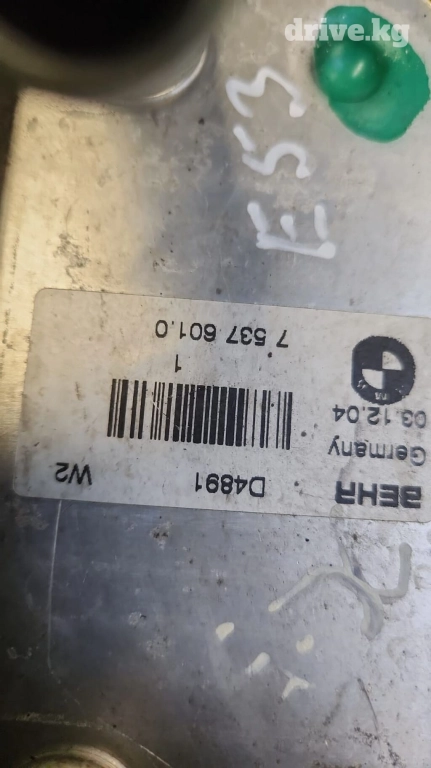 drive.kg
E53
BEHR
D4891
W2
Germany
03.12.04
1
7 537 601.0